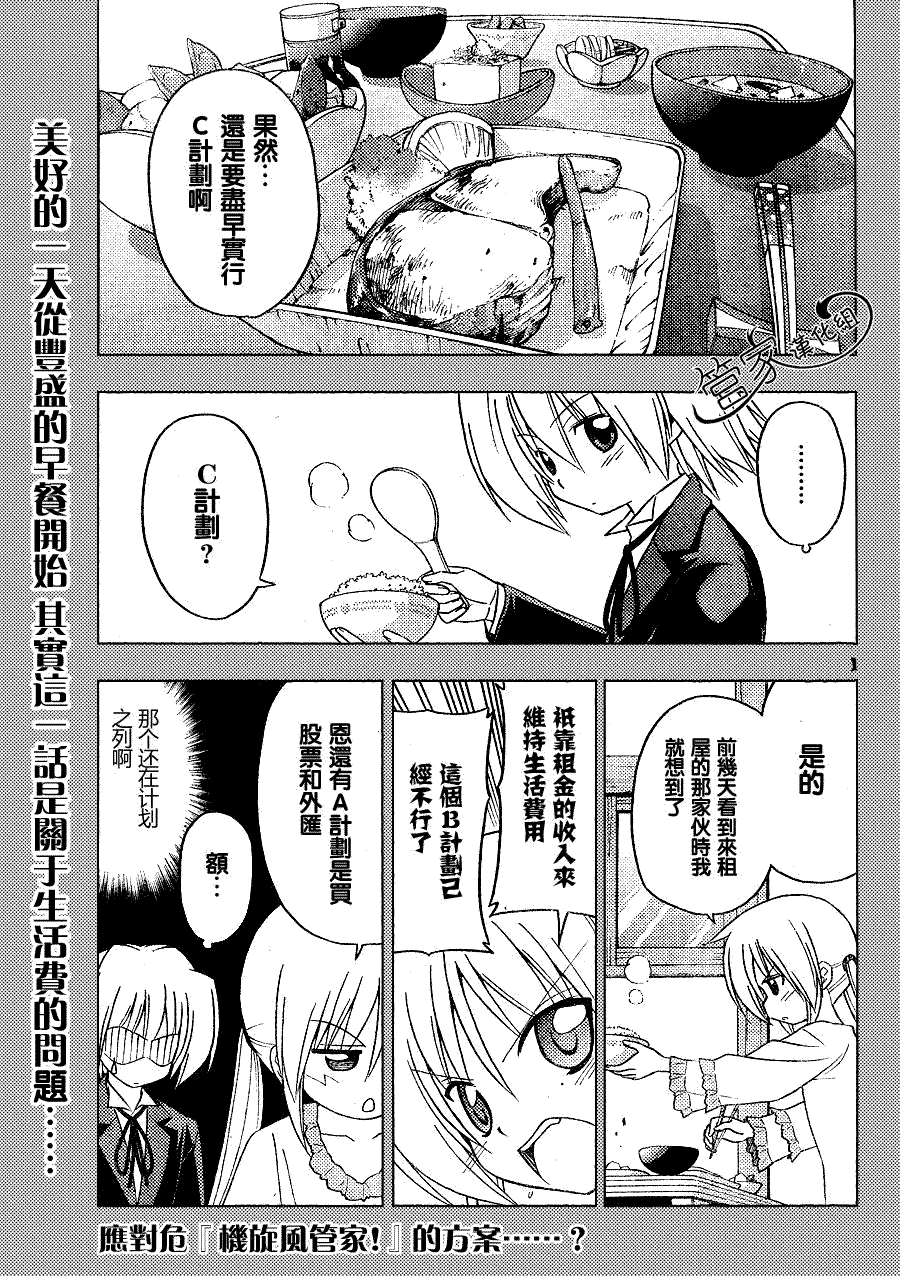 果然…
還是要盡早實行
C計劃啊
管家
漢化組
………
C計劃？
是的
前幾天看到來租
屋的那家伙時我
就想到了
祇靠租金的收入來
維持生活費用
這個B計劃已
經不行了
恩還有A計劃是買
股票和外匯
額…
那个还在计划
之列啊
美好的一天從豐盛的早餐開始 其實這一話是關于生活費的問題……
應對危『機旋風管家!』的方案……？